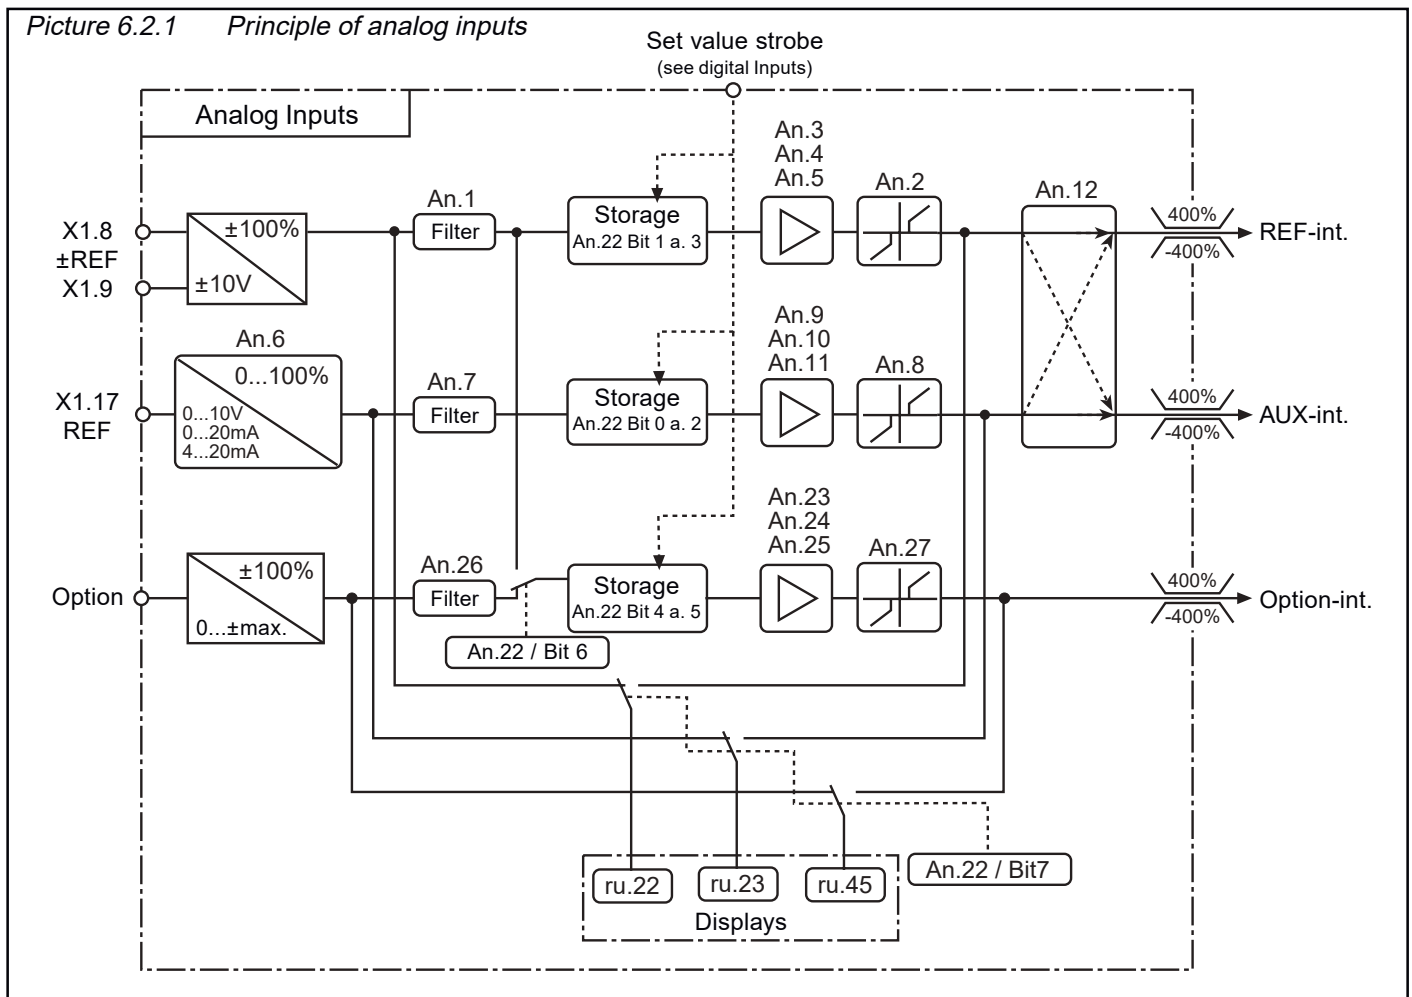 Picture 6.2.1 Principle of analog inputs
Set value strobe
(see digital Inputs)
Analog Inputs
An.3
An.4
An.5
An.1
An.2
An.12
X1.8
±REF
X1.9
±100%
±10V
Filter
Storage
An.22 Bit 1 a. 3
400%
-400%
REF-int.
An.6
An.9
An.10
An.11
An.7
An.8
X1.17
REF
0...100%
0...10V
0...20mA
4...20mA
Filter
Storage
An.22 Bit 0 a. 2
400%
-400%
AUX-int.
An.23
An.24
An.25
An.26
An.27
Option
±100%
0...±max.
Filter
Storage
An.22 Bit 4 a. 5
400%
-400%
Option-int.
An.22 / Bit 6
An.22 / Bit7
ru.22
ru.23
ru.45
Displays